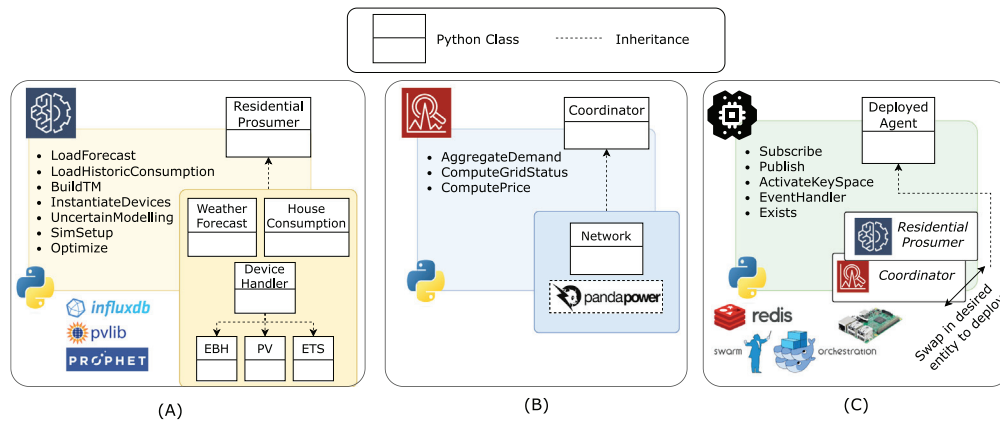 Python Class
Inheritance
Residential
Prosumer
LoadForecast
LoadHistoricConsumption
BuildTM
InstantiateDevices
UncertainModelling
SimSetup
Optimize
Weather
Forecast
House
Consumption
Device
Handler
EBH
PV
ETS
influxdb
pvlib
PROPHET
(A)
Coordinator
AggregateDemand
ComputeGridStatus
ComputePrice
Network
pandapower
(B)
Deployed
Agent
Subscribe
Publish
ActivateKeySpace
EventHandler
Exists
Residential
Prosumer
Coordinator
Swap in desired
entity to deploy
redis
swarm
orchestration
(C)